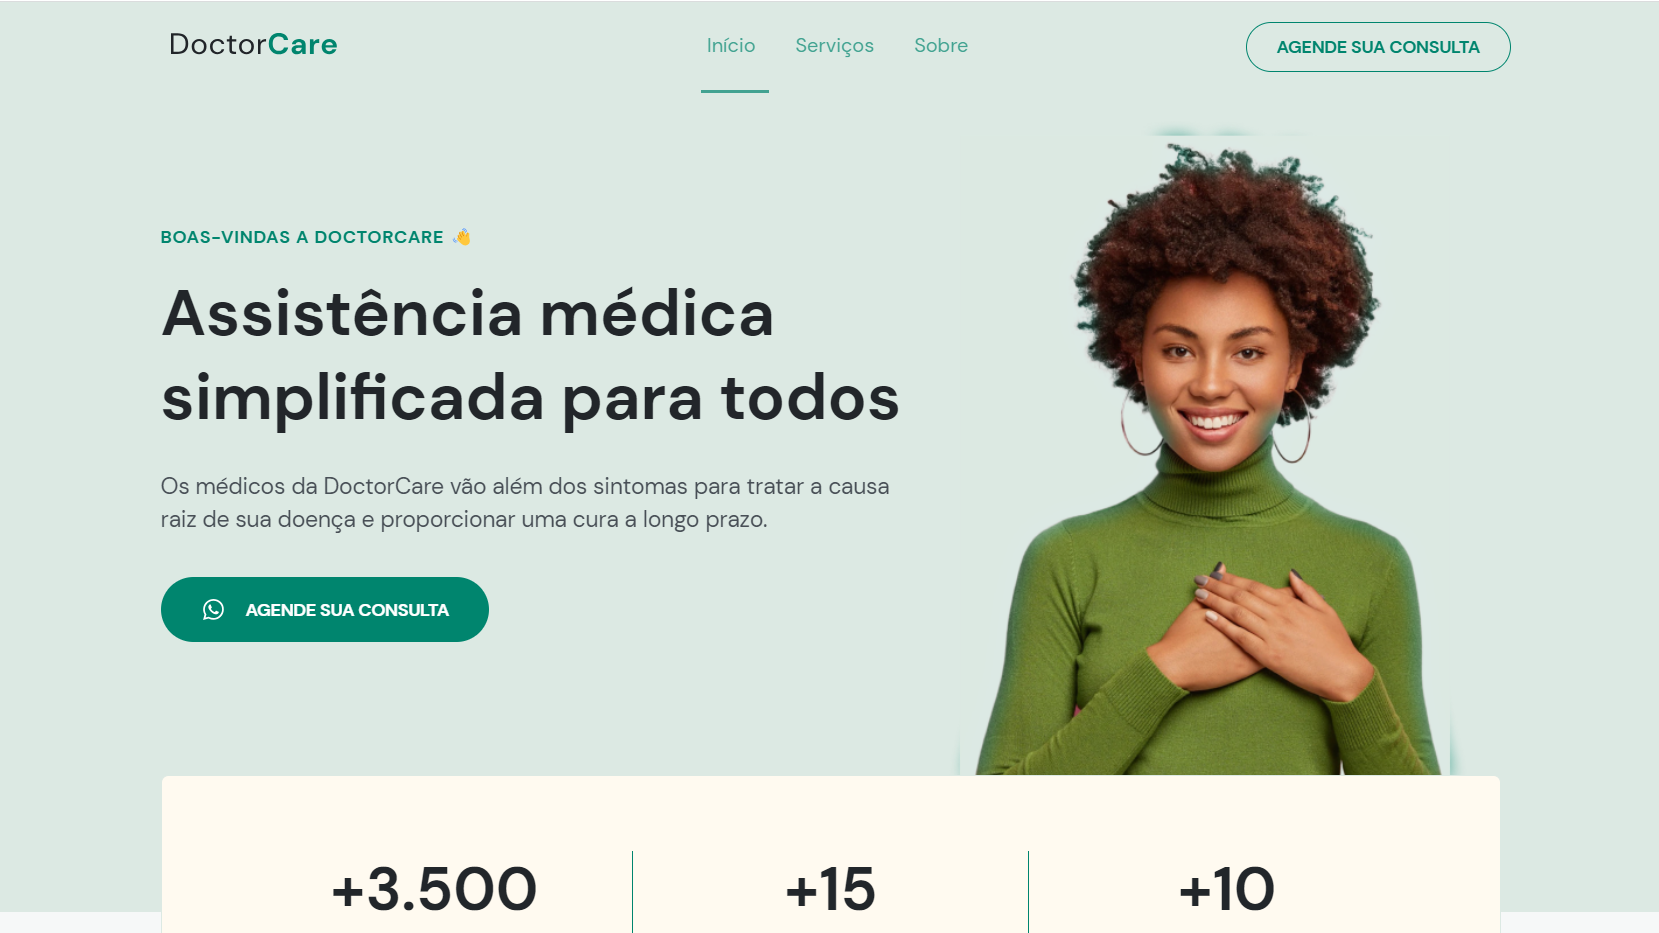 DoctorCare
Início Serviços Sobre
AGENDE SUA CONSULTA
BOAS-VINDAS A DOCTORCARE 👋
Assistência médica
simplificada para todos
Os médicos da DoctorCare vão além dos sintomas para tratar a causa
raiz de sua doença e proporcionar uma cura a longo prazo.
AGENDE SUA CONSULTA
+3.500
+15
+10